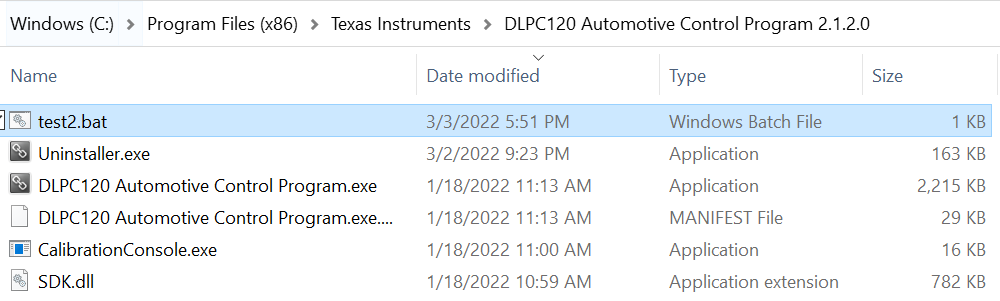 Windows (C:) > Program Files (x86) > Texas Instruments > DLPC120 Automotive Control Program 2.1.2.0
Name Date modified Type Size
test2.bat 3/3/2022 5:51 PM Windows Batch File 1 KB
Uninstaller.exe 3/2/2022 9:23 PM Application 163 KB
DLPC120 Automotive Control Program.exe 1/18/2022 11:13 AM Application 2,215 KB
DLPC120 Automotive Control Program.exe.... 1/18/2022 11:13 AM MANIFEST File 29 KB
CalibrationConsole.exe 1/18/2022 11:00 AM Application 16 KB
SDK.dll 1/18/2022 10:59 AM Application extension 782 KB